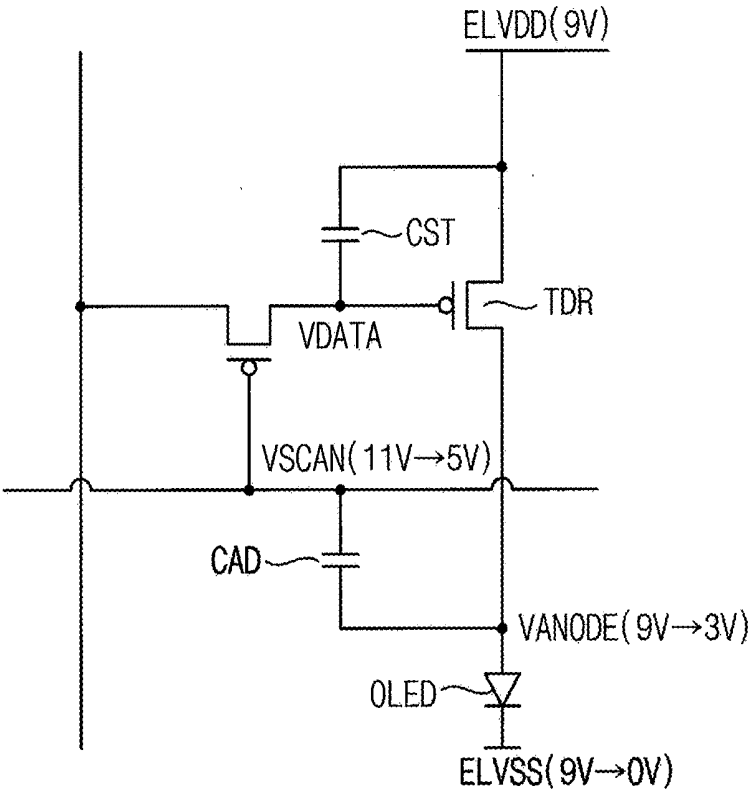 ELVDD(9V)
CST
TDR
VDATA
VSCAN(11V→5V)
CAD
VANODE(9V→3V)
OLED
ELVSS(9V→0V)